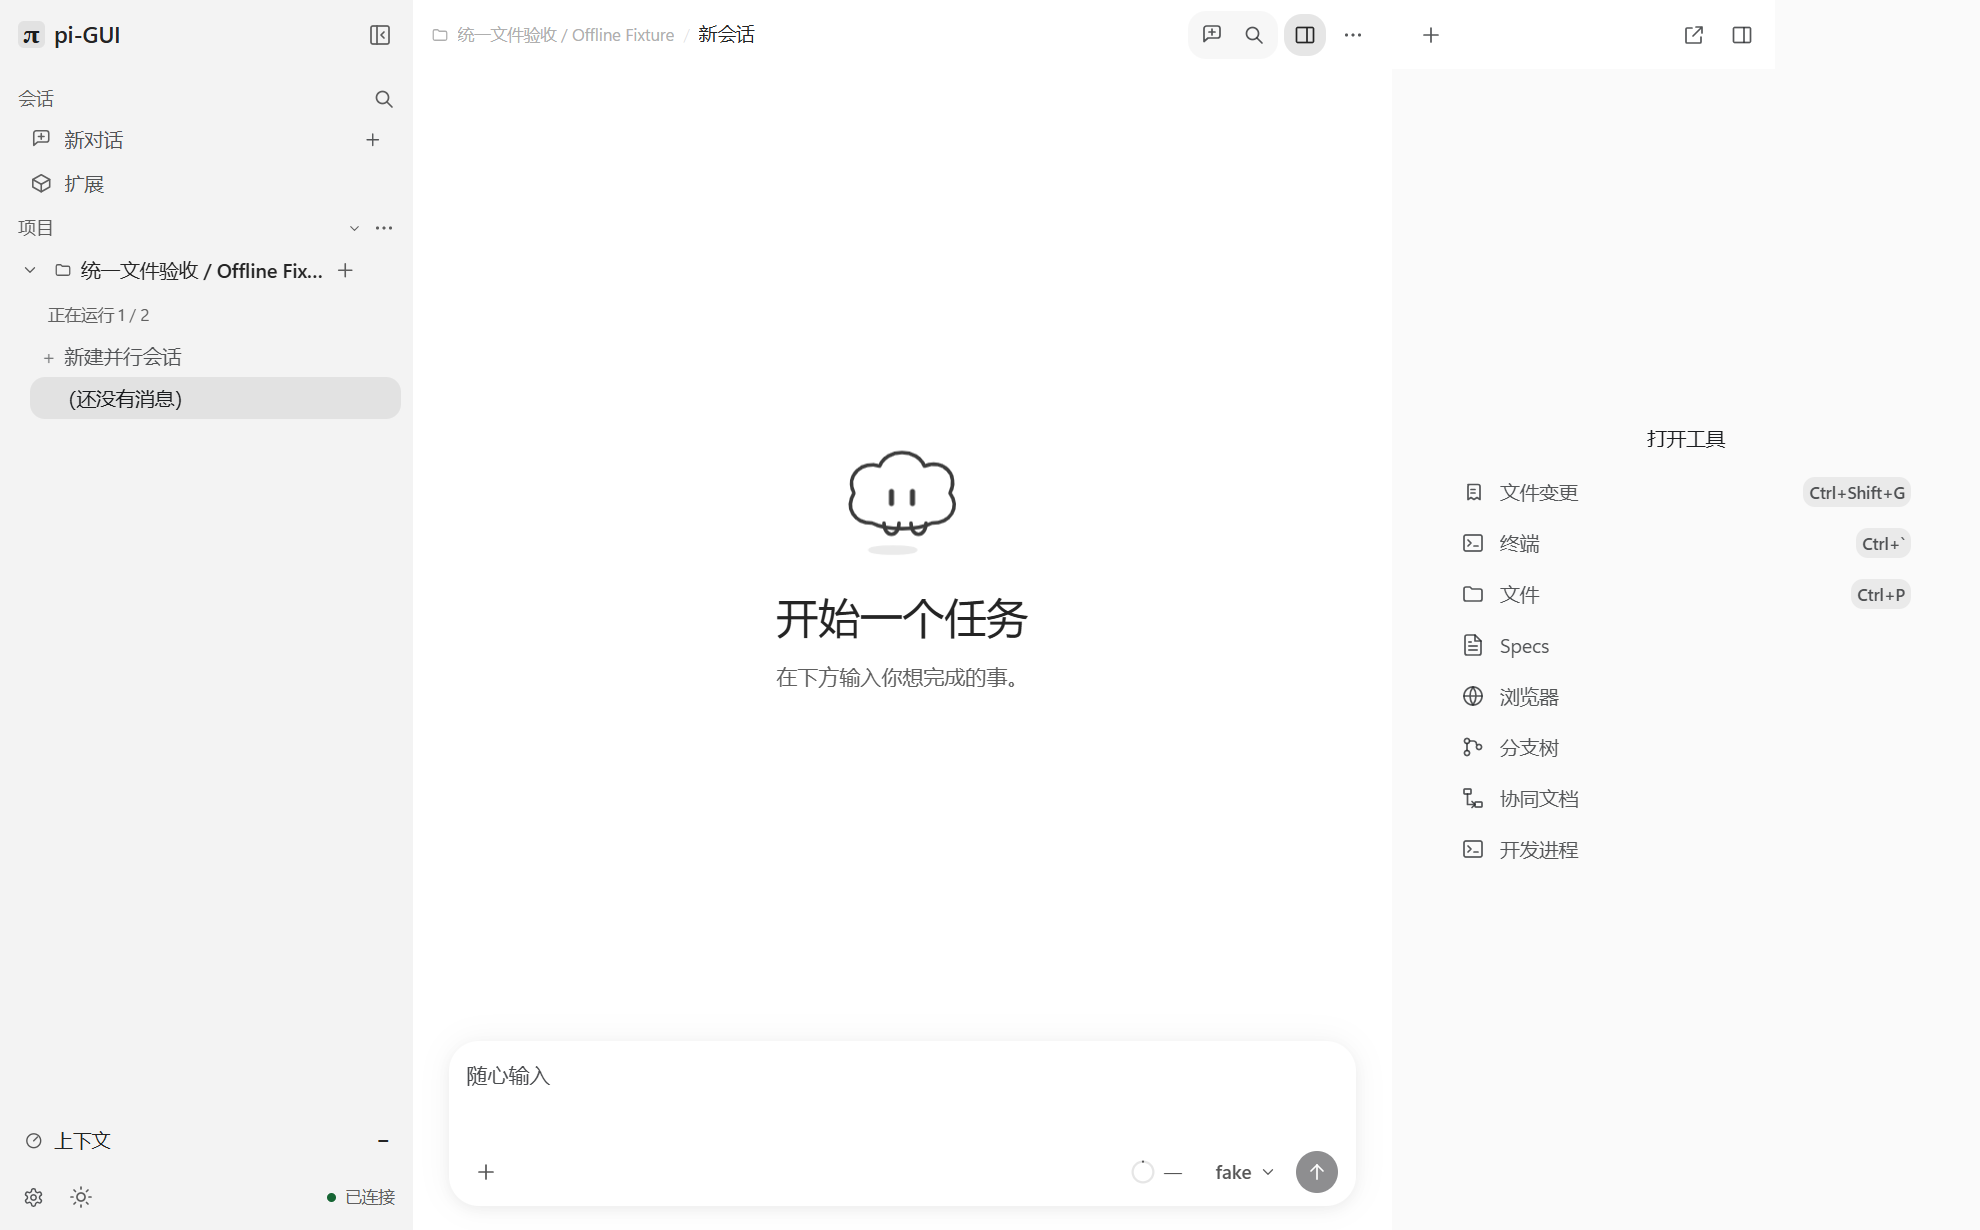 π pi-GUI
会话
新对话
扩展
项目
统一文件验收 / Offline Fix...
正在运行 1 / 2
新建并行会话
(还没有消息)
上下文
已连接
统一文件验收 / Offline Fixture / 新会话
开始一个任务
在下方输入你想完成的事。
随心输入
fake
打开工具
文件变更 Ctrl+Shift+G
终端 Ctrl+`
文件 Ctrl+P
Specs
浏览器
分支树
协同文档
开发进程